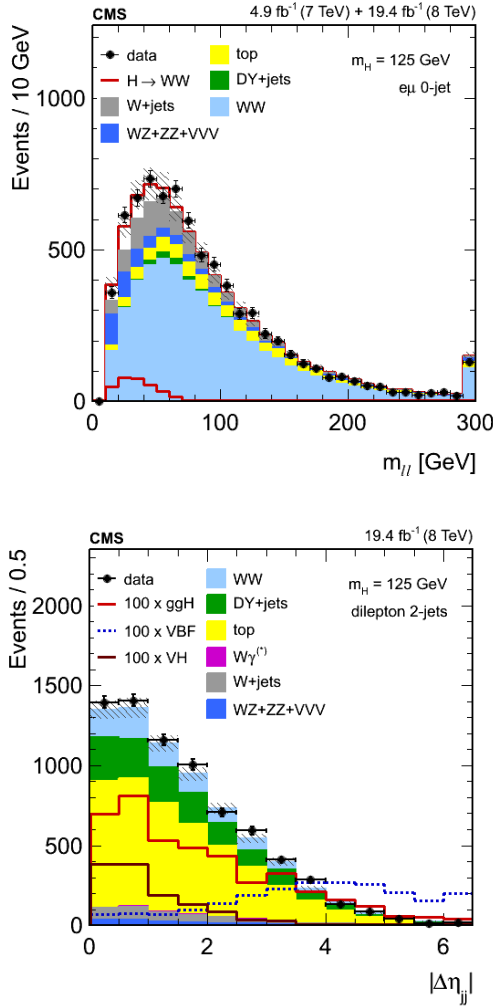 CMS 4.9 fb⁻¹ (7 TeV) + 19.4 fb⁻¹ (8 TeV)
Events / 10 GeV
data
H → WW
W+jets
WZ+ZZ+VVV
top
DY+jets
WW
m_H = 125 GeV
eμ 0-jet
1000
500
0
0 100 200 300
m_ll [GeV]
CMS 19.4 fb⁻¹ (8 TeV)
Events / 0.5
data
100 x ggH
100 x VBF
100 x VH
WW
DY+jets
top
Wγ(*)
W+jets
WZ+ZZ+VVV
m_H = 125 GeV
dilepton 2-jets
2000
1500
1000
500
0
0 2 4 6
|Δη_jj|